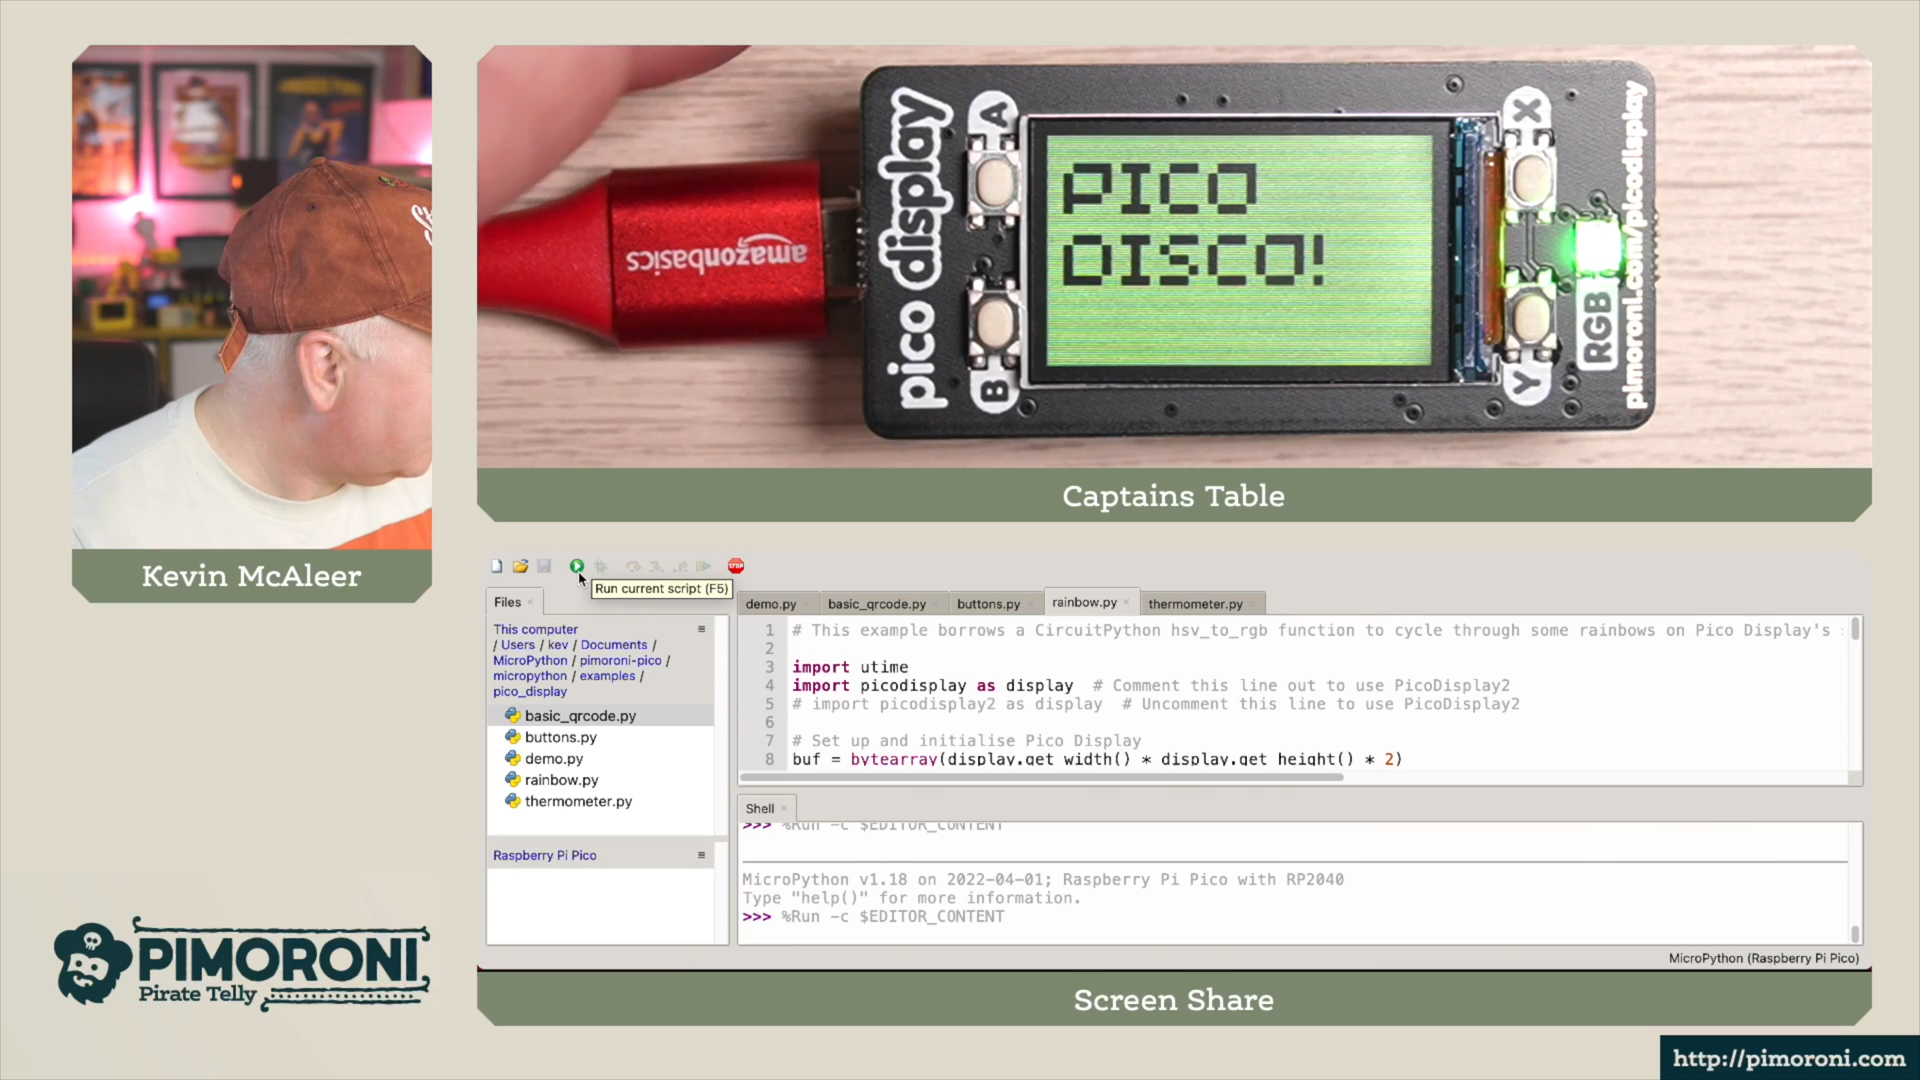 pico display
A
B
X
Y
RGB
pimoroni.com/picodisplay
PICO
DISCO!
amazonbasics
Captains Table
Kevin McAleer
STOP
Run current script (F5)
Files
This computer
/ Users / kev / Documents /
MicroPython / pimoroni-pico /
micropython / examples /
pico_display
basic_qrcode.py
buttons.py
demo.py
rainbow.py
thermometer.py
Raspberry Pi Pico
demo.py basic_qrcode.py buttons.py rainbow.py thermometer.py
1 # This example borrows a CircuitPython hsv_to_rgb function to cycle through some rainbows on Pico Display's
2
3 import utime
4 import picodisplay as display # Comment this line out to use PicoDisplay2
5 # import picodisplay2 as display # Uncomment this line to use PicoDisplay2
6
7 # Set up and initialise Pico Display
8 buf = bytearray(display.get_width() * display.get_height() * 2)
Shell
>>> %Run -c $EDITOR_CONTENT
MicroPython v1.18 on 2022-04-01; Raspberry Pi Pico with RP2040
Type "help()" for more information.
>>> %Run -c $EDITOR_CONTENT
MicroPython (Raspberry Pi Pico)
Screen Share
PIMORONI
Pirate Telly
http://pimoroni.com